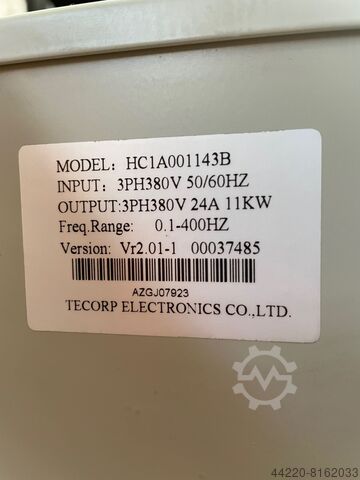 MODEL: HC1A001143B
INPUT: 3PH380V 50/60HZ
OUTPUT:3PH380V 24A 11KW
Freq.Range: 0.1-400HZ
Version: Vr2.01-1 00037485
AZGJ07923
TECORP ELECTRONICS CO.,LTD.
44220-8162033